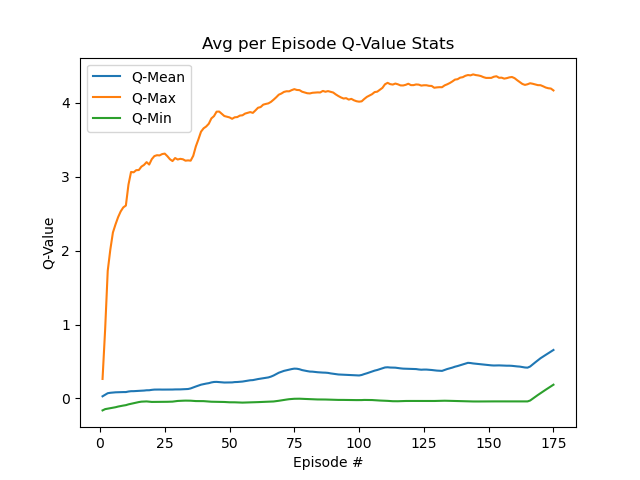 Avg per Episode Q-Value Stats
Q-Mean
Q-Max
Q-Min
Q-Value
4
3
2
1
0
0 25 50 75 100 125 150 175
Episode #